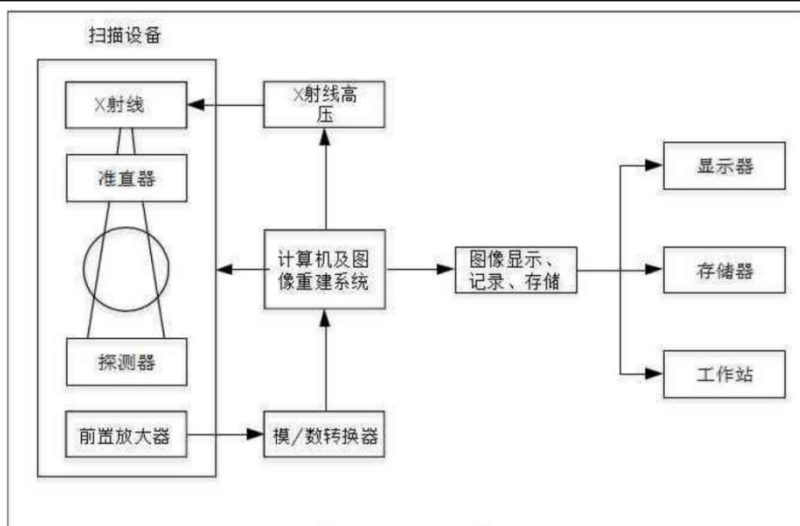 扫描设备
X射线
X射线高
压
准直器
显示器
计算机及图
像重建系统
图像显示、
记录、存储
存储器
探测器
工作站
前置放大器
模/数转换器